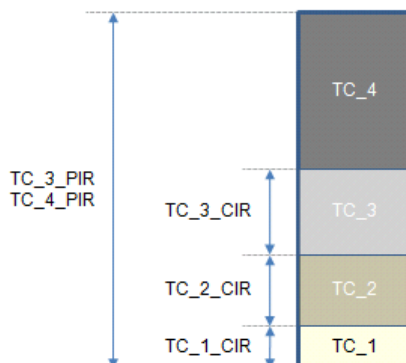 TC_4
TC_3_PIR
TC_4_PIR
TC_3_CIR
TC_3
TC_2_CIR
TC_2
TC_1_CIR
TC_1